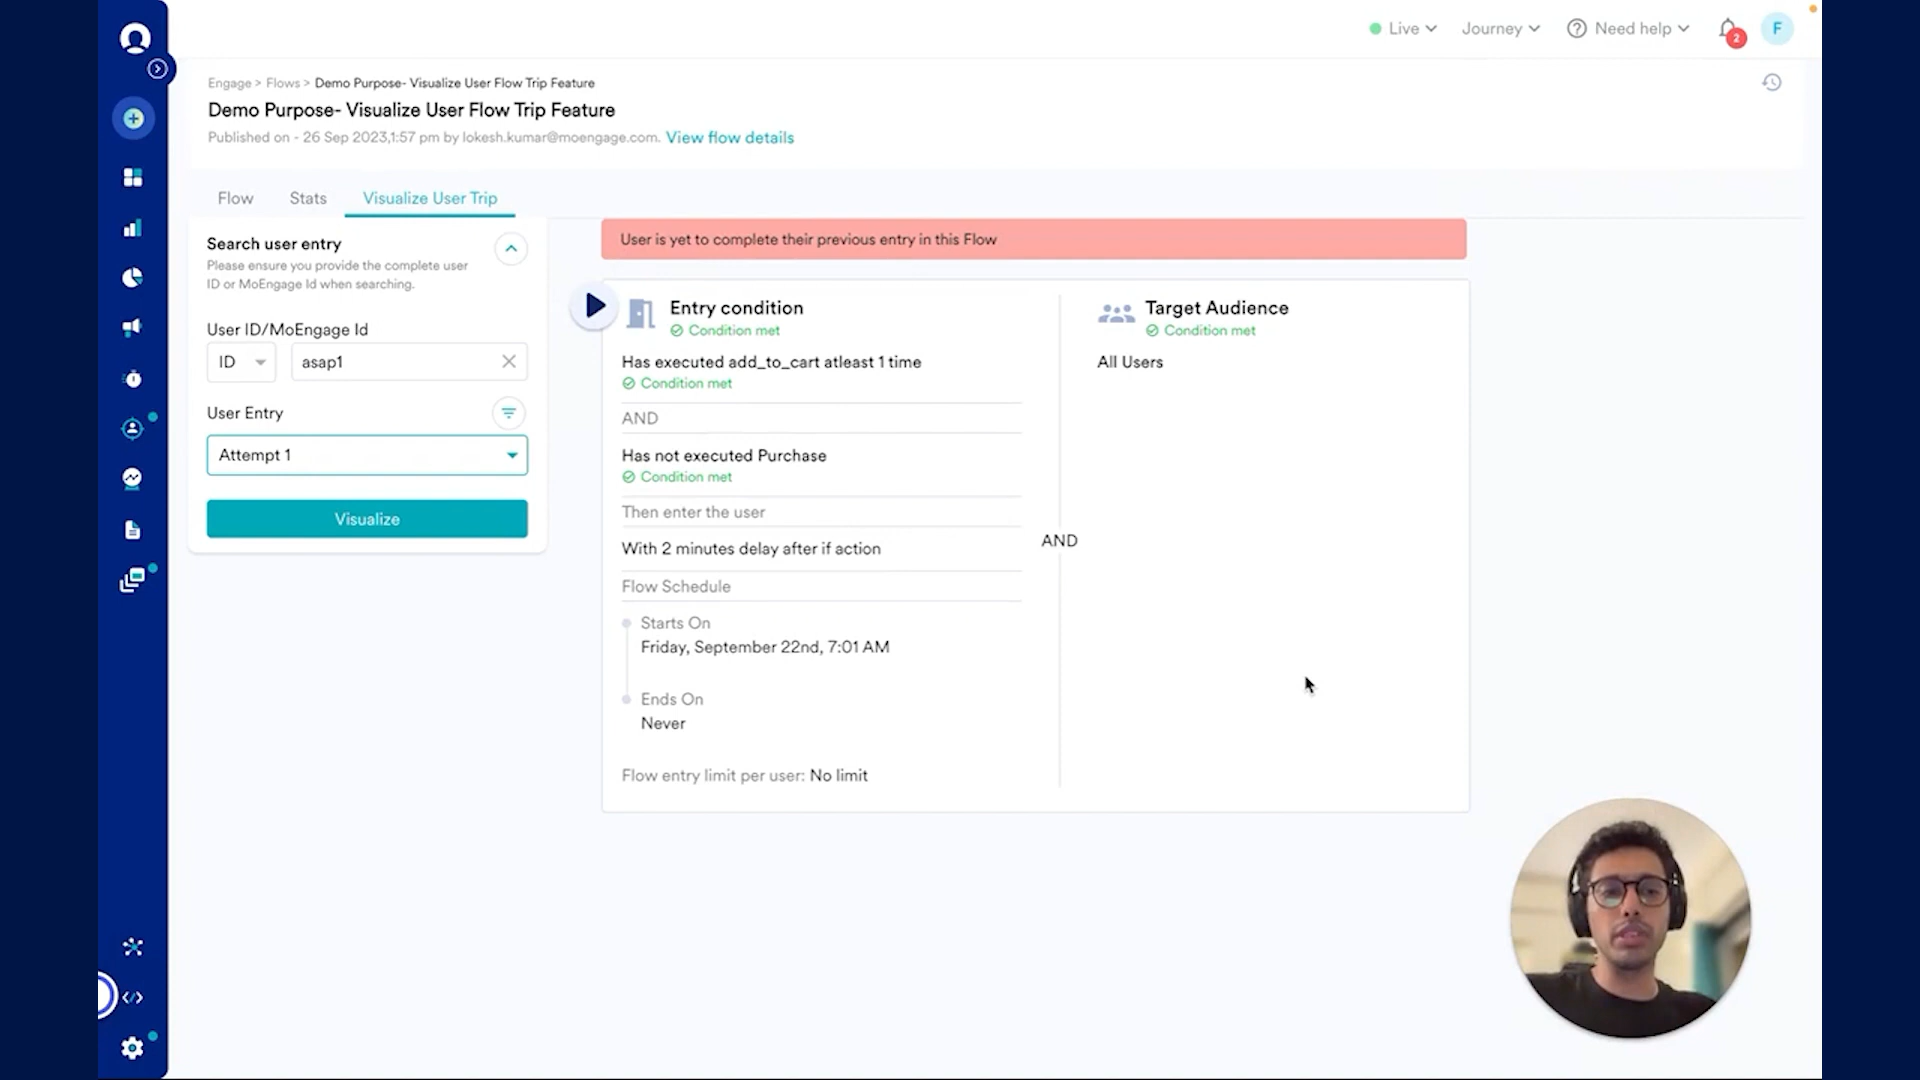 Live
Journey
Need help
2
F
Engage > Flows > Demo Purpose- Visualize User Flow Trip Feature
Demo Purpose- Visualize User Flow Trip Feature
Published on - 26 Sep 2023,1:57 pm by lokesh.kumar@moengage.com. View flow details
Flow
Stats
Visualize User Trip
Search user entry
Please ensure you provide the complete user
ID or MoEngage Id when searching.
User ID/MoEngage Id
ID
asap1
User Entry
Attempt 1
Visualize
User is yet to complete their previous entry in this Flow
Entry condition
Condition met
Has executed add_to_cart atleast 1 time
Condition met
AND
Has not executed Purchase
Condition met
Then enter the user
With 2 minutes delay after if action
Flow Schedule
Starts On
Friday, September 22nd, 7:01 AM
Ends On
Never
Flow entry limit per user: No limit
AND
Target Audience
Condition met
All Users